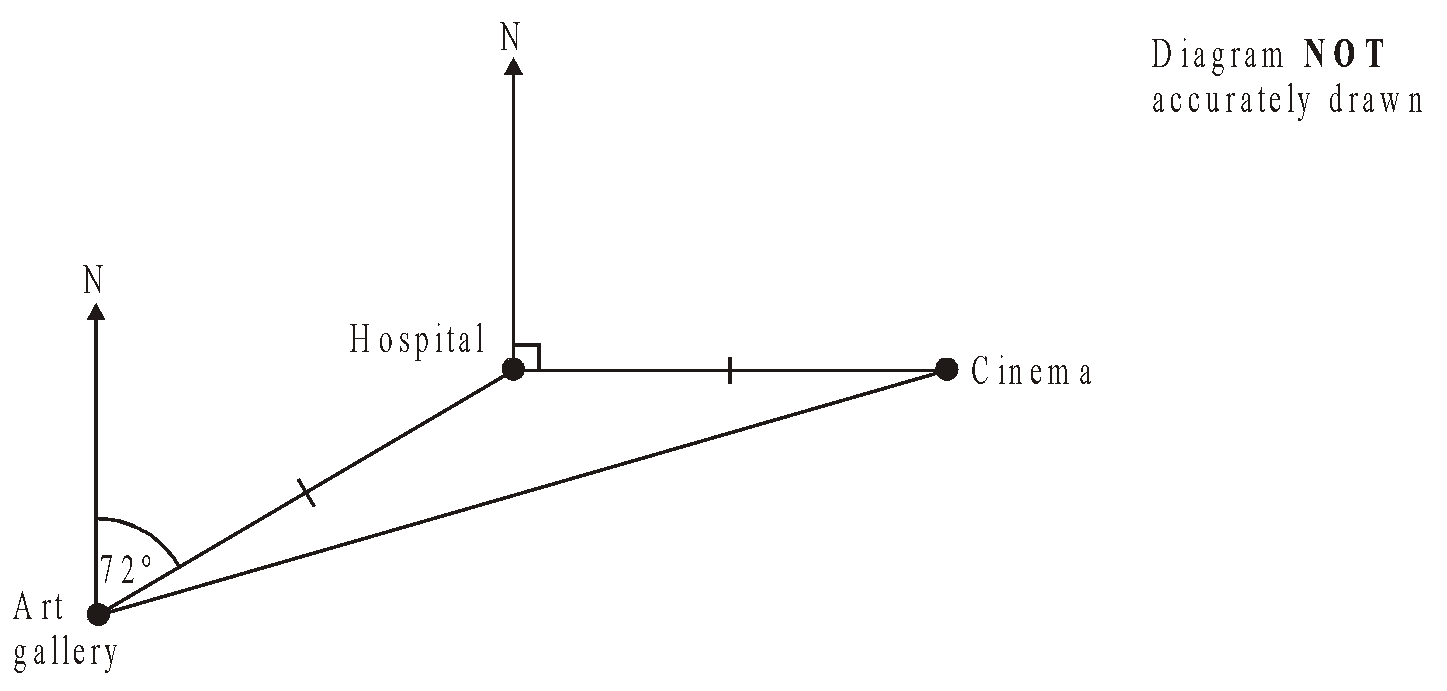 N
Diagram NOT
accurately drawn
N
Hospital
Cinema
72°
Art
gallery